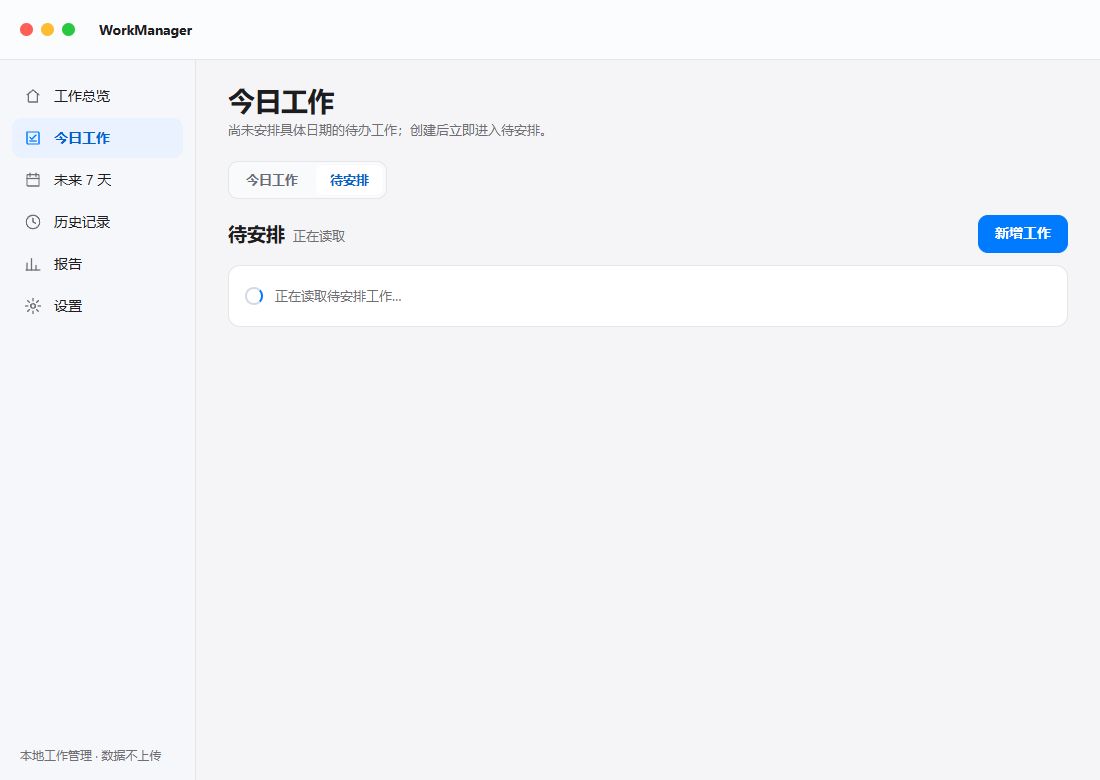 WorkManager
工作总览
今日工作
未来 7 天
历史记录
报告
设置
本地工作管理 · 数据不上传
今日工作
尚未安排具体日期的待办工作；创建后立即进入待安排。
今日工作 待安排
待安排 正在读取
新增工作
正在读取待安排工作...